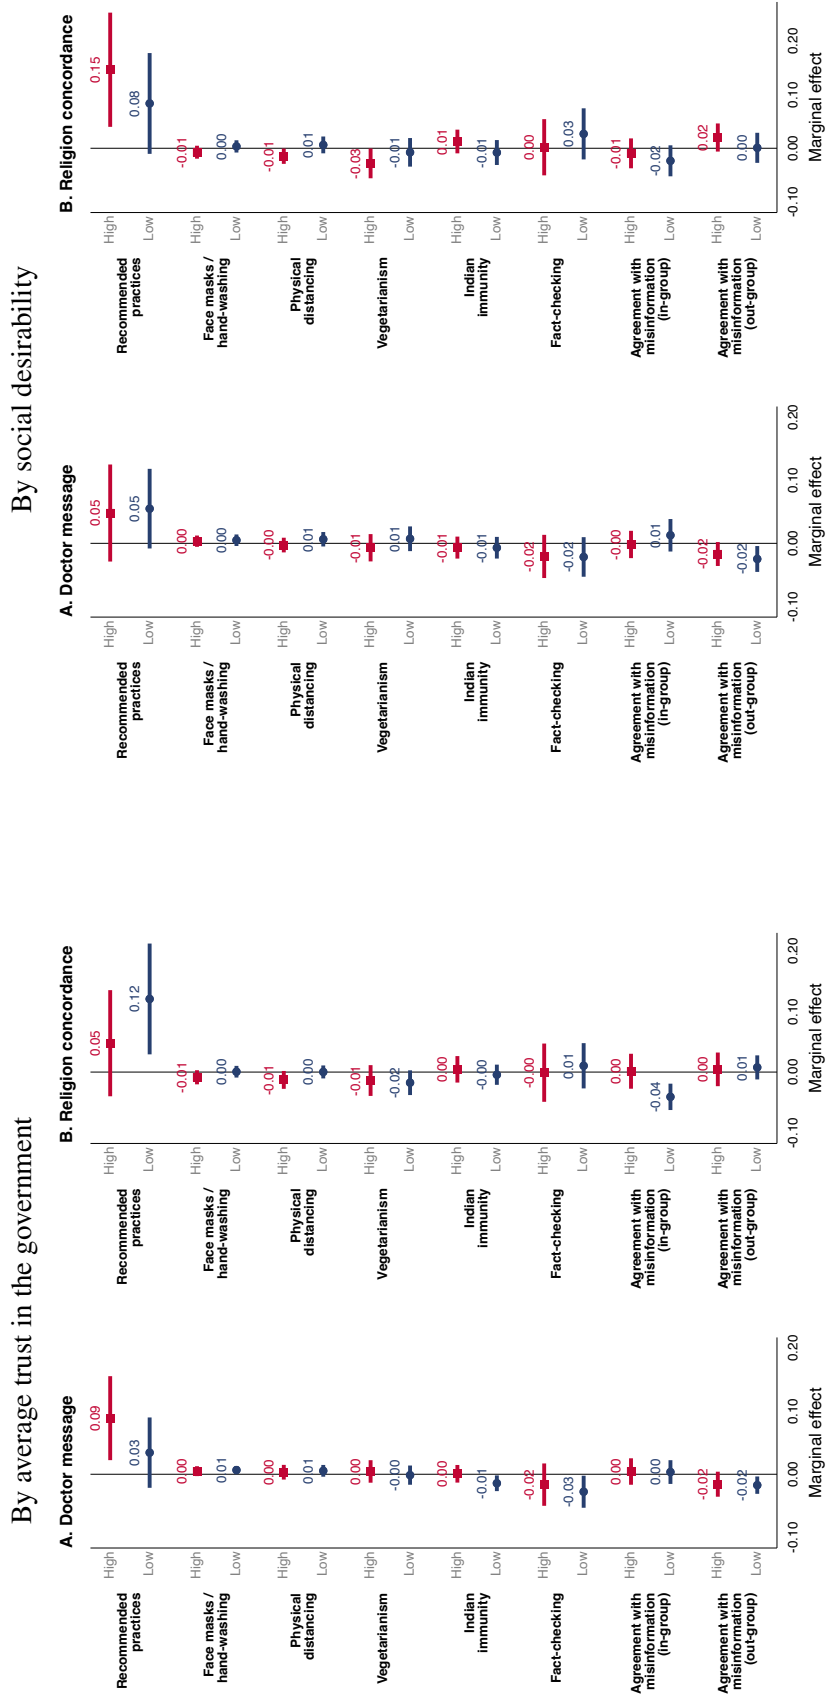 By average trust in the government
A. Doctor message
Recommended
practices
High
0.09
Low
0.03
Face masks /
hand-washing
High
0.00
Low
0.01
Physical
distancing
High
0.00
Low
0.01
Vegetarianism
High
0.00
Low
-0.00
Indian
immunity
High
0.00
Low
-0.01
Fact-checking
High
-0.02
Low
-0.03
Agreement with
misinformation
(in-group)
High
0.00
Low
0.00
Agreement with
misinformation
(out-group)
High
-0.02
Low
-0.02
-0.10 0.00 0.10 0.20
Marginal effect
B. Religion concordance
Recommended
practices
High
0.05
Low
0.12
Face masks /
hand-washing
High
-0.01
Low
0.00
Physical
distancing
High
-0.01
Low
0.00
Vegetarianism
High
-0.01
Low
-0.02
Indian
immunity
High
0.00
Low
-0.00
Fact-checking
High
-0.00
Low
0.01
Agreement with
misinformation
(in-group)
High
0.00
Low
-0.04
Agreement with
misinformation
(out-group)
High
0.00
Low
0.01
-0.10 0.00 0.10 0.20
Marginal effect
By social desirability
A. Doctor message
Recommended
practices
High
0.05
Low
0.05
Face masks /
hand-washing
High
0.00
Low
0.00
Physical
distancing
High
-0.00
Low
0.01
Vegetarianism
High
-0.01
Low
0.01
Indian
immunity
High
-0.01
Low
-0.01
Fact-checking
High
-0.02
Low
-0.02
Agreement with
misinformation
(in-group)
High
-0.00
Low
0.01
Agreement with
misinformation
(out-group)
High
-0.02
Low
-0.02
-0.10 0.00 0.10 0.20
Marginal effect
B. Religion concordance
Recommended
practices
High
0.15
Low
0.08
Face masks /
hand-washing
High
-0.01
Low
0.00
Physical
distancing
High
-0.01
Low
0.01
Vegetarianism
High
-0.03
Low
-0.01
Indian
immunity
High
0.01
Low
-0.01
Fact-checking
High
0.00
Low
0.03
Agreement with
misinformation
(in-group)
High
-0.01
Low
-0.02
Agreement with
misinformation
(out-group)
High
0.02
Low
0.00
-0.10 0.00 0.10 0.20
Marginal effect